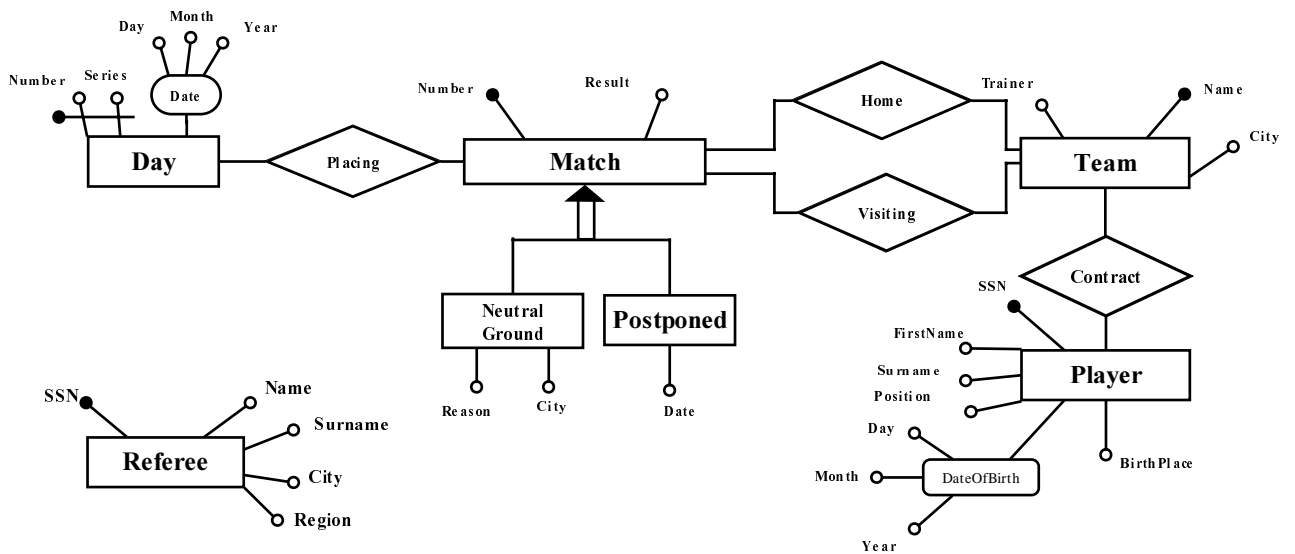 Month
Day
Year
Number
Series
Date
Day
Placing
Number
Result
Match
Home
Visiting
Trainer
Name
City
Team
Contract
Neutral
Ground
Postponed
Reason
City
Date
SSN
FirstName
Surname
Position
Player
Day
Month
Year
DateOfBirth
BirthPlace
SSN
Name
Surname
Referee
City
Region